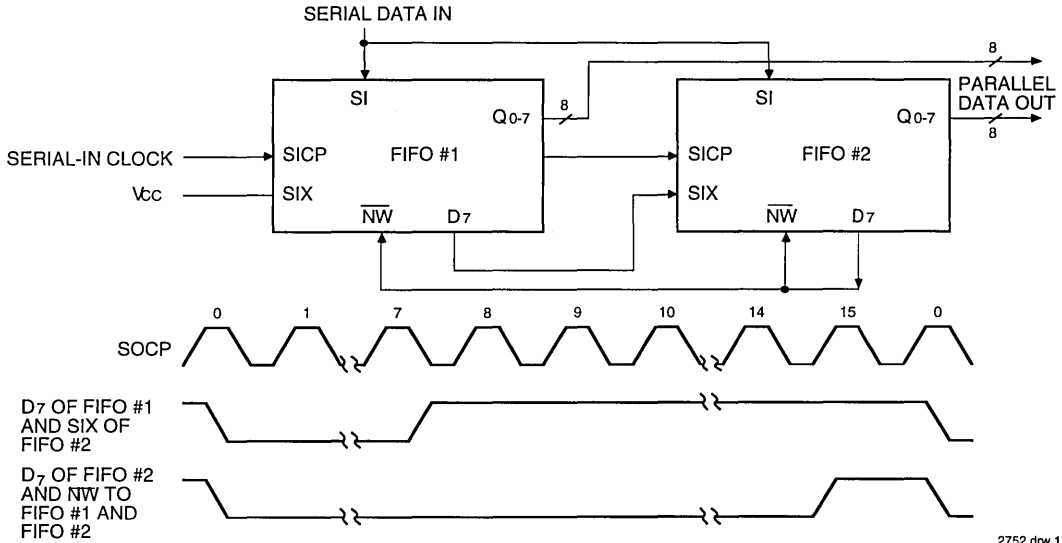 SERIAL DATA IN
8
PARALLEL
DATA OUT
8
SI
Q0-7
8
SERIAL-IN CLOCK
SICP
FIFO #1
Vcc
SIX
NW
D7
SI
Q0-7
SICP
FIFO #2
SIX
NW
D7
0 1 7 8 9 10 14 15 0
SOCP
D7 OF FIFO #1
AND SIX OF
FIFO #2
D7 OF FIFO #2
AND NW TO
FIFO #1 AND
FIFO #2